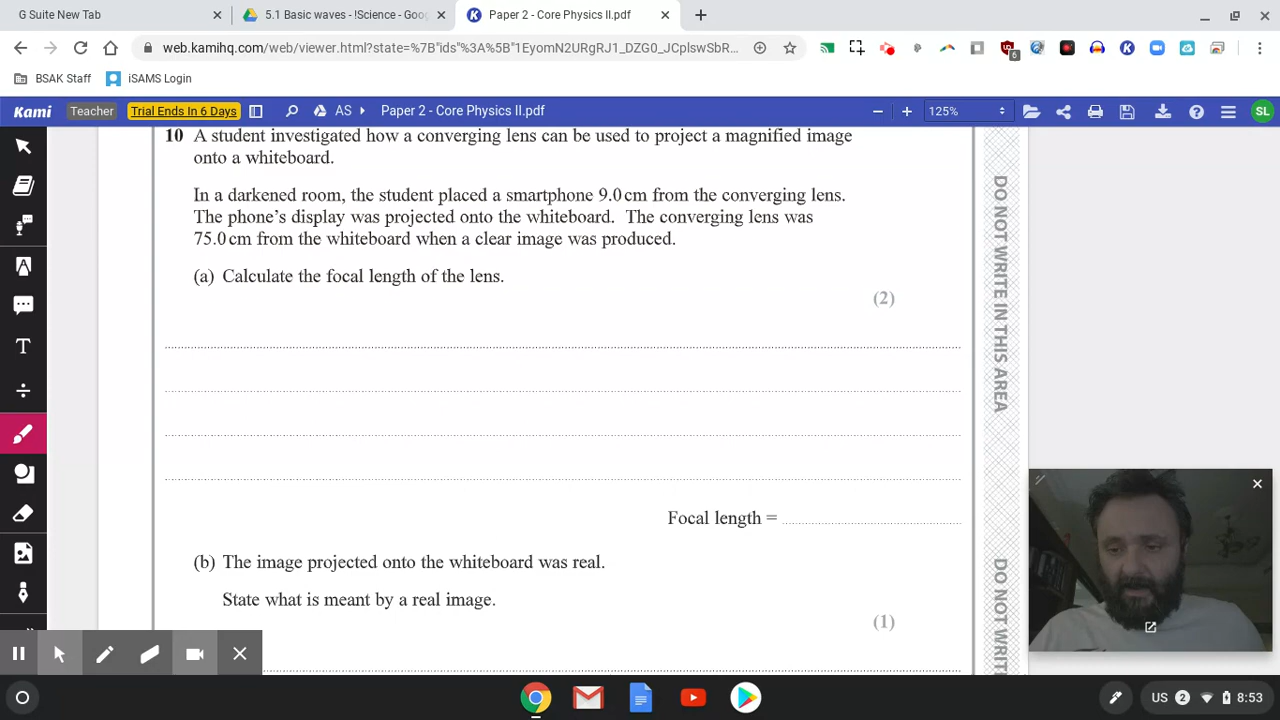 G Suite New Tab
5.1 Basic waves - !Science - Goo
Paper 2 - Core Physics II.pdf
web.kamihq.com/web/viewer.html?state=%7B"ids"%3A%5B"1EyomN2URgRJ1_DZG0_JCplswSbR...
6
BSAK Staff
iSAMS Login
Kami
Teacher
Trial Ends In 6 Days
AS
Paper 2 - Core Physics II.pdf
125%
SL
10 A student investigated how a converging lens can be used to project a magnified image
onto a whiteboard.
In a darkened room, the student placed a smartphone 9.0 cm from the converging lens.
The phone's display was projected onto the whiteboard. The converging lens was
75.0 cm from the whiteboard when a clear image was produced.
(a) Calculate the focal length of the lens.
(2)
Focal length =
(b) The image projected onto the whiteboard was real.
State what is meant by a real image.
(1)
DO NOT WRITE IN THIS AREA
DO NOT WRIT
US 2 8:53